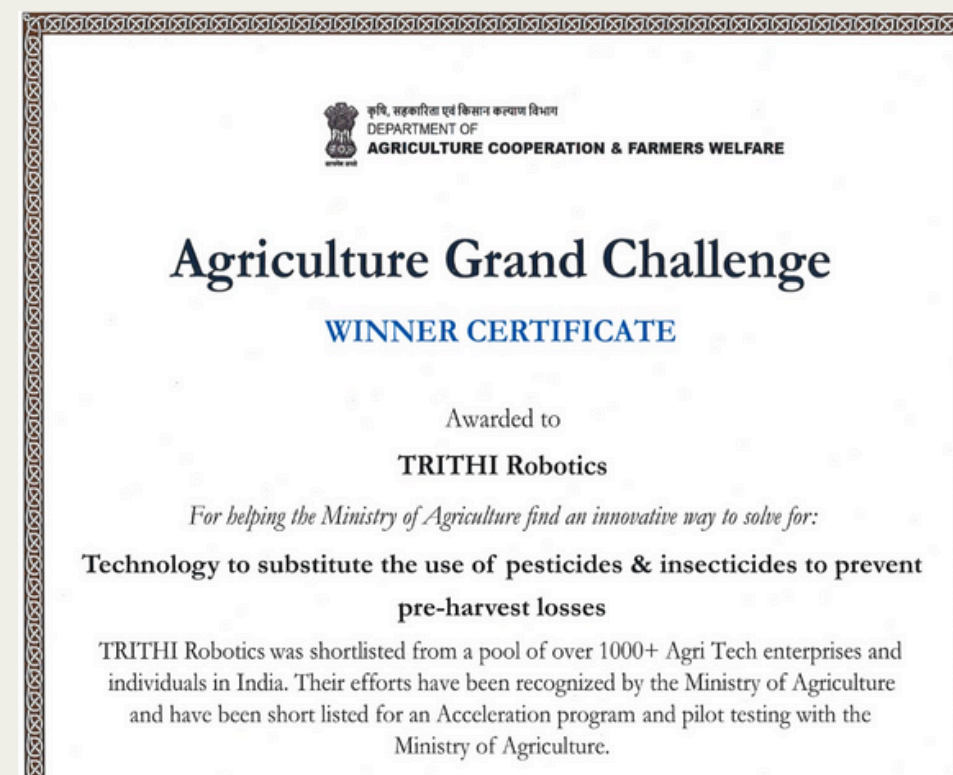 कृषि, सहकारिता एवं किसान कल्याण विभाग
DEPARTMENT OF
AGRICULTURE COOPERATION & FARMERS WELFARE
सत्यमेव जयते
Agriculture Grand Challenge
WINNER CERTIFICATE
Awarded to
TRITHI Robotics
For helping the Ministry of Agriculture find an innovative way to solve for:
Technology to substitute the use of pesticides & insecticides to prevent
pre-harvest losses
TRITHI Robotics was shortlisted from a pool of over 1000+ Agri Tech enterprises and
individuals in India. Their efforts have been recognized by the Ministry of Agriculture
and have been short listed for an Acceleration program and pilot testing with the
Ministry of Agriculture.